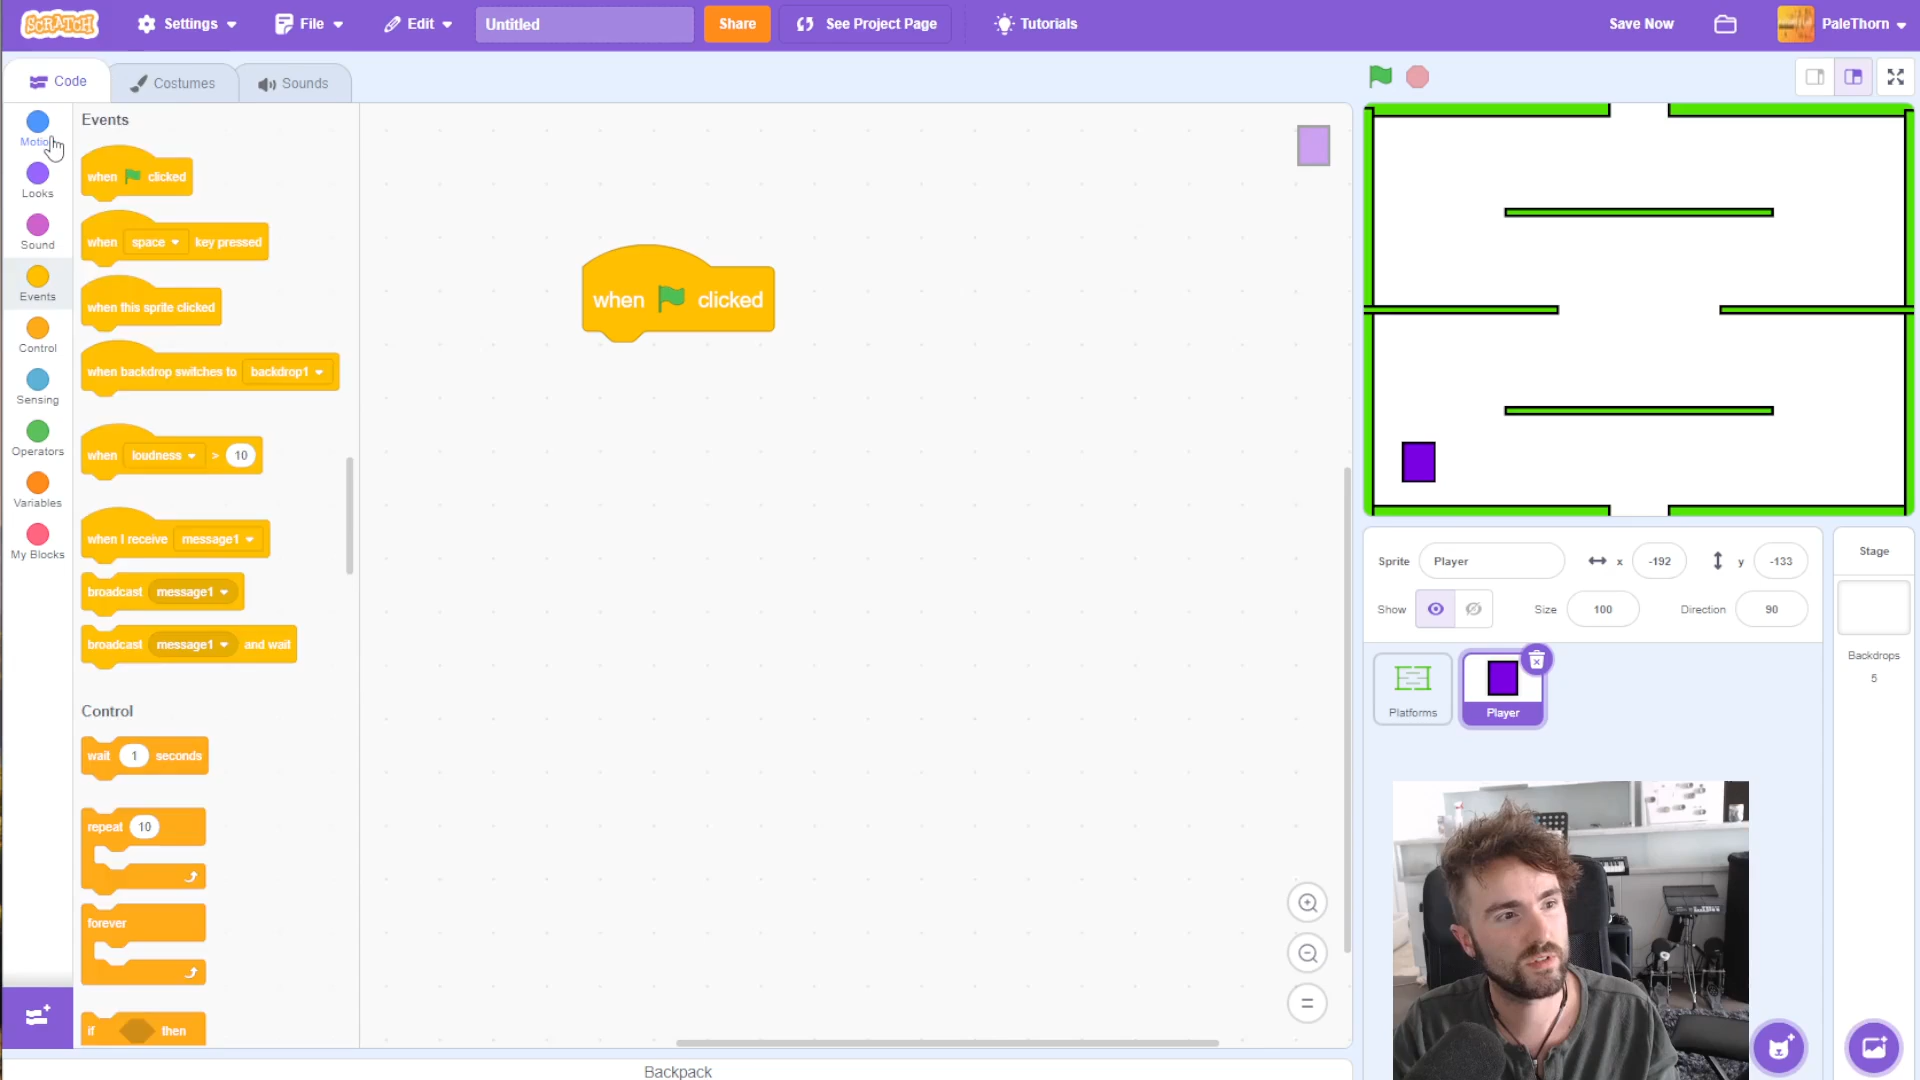 SCRATCH
Settings
File
Edit
Untitled
Share
See Project Page
Tutorials
Save Now
PaleThorn
Code
Costumes
Sounds
Motion
Looks
Sound
Events
Control
Sensing
Operators
Variables
My Blocks
Events
when clicked
when space key pressed
when this sprite clicked
when backdrop switches to backdrop1
when loudness > 10
when I receive message1
broadcast message1
broadcast message1 and wait
Control
wait 1 seconds
repeat 10
forever
if then
when clicked
Backpack
Sprite Player x -192 y -133
Show Size 100 Direction 90
Platforms
Player
Stage
Backdrops
5